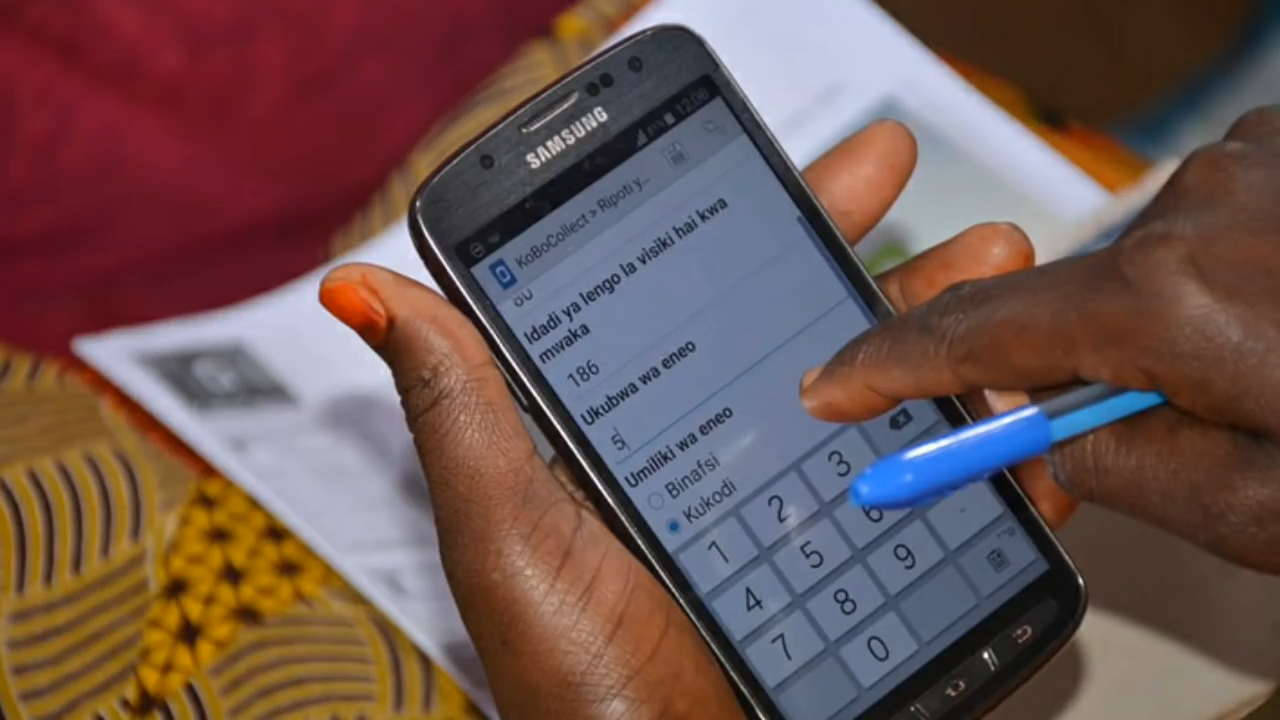 SAMSUNG
12:08
KoBoCollect > Ripoti y...
60
Idadi ya lengo la visiki hai kwa
mwaka
186
Ukubwa wa eneo
5
Umiliki wa eneo
Binafsi
Kukodi
1 2 3
4 5 6
7 8 9
0